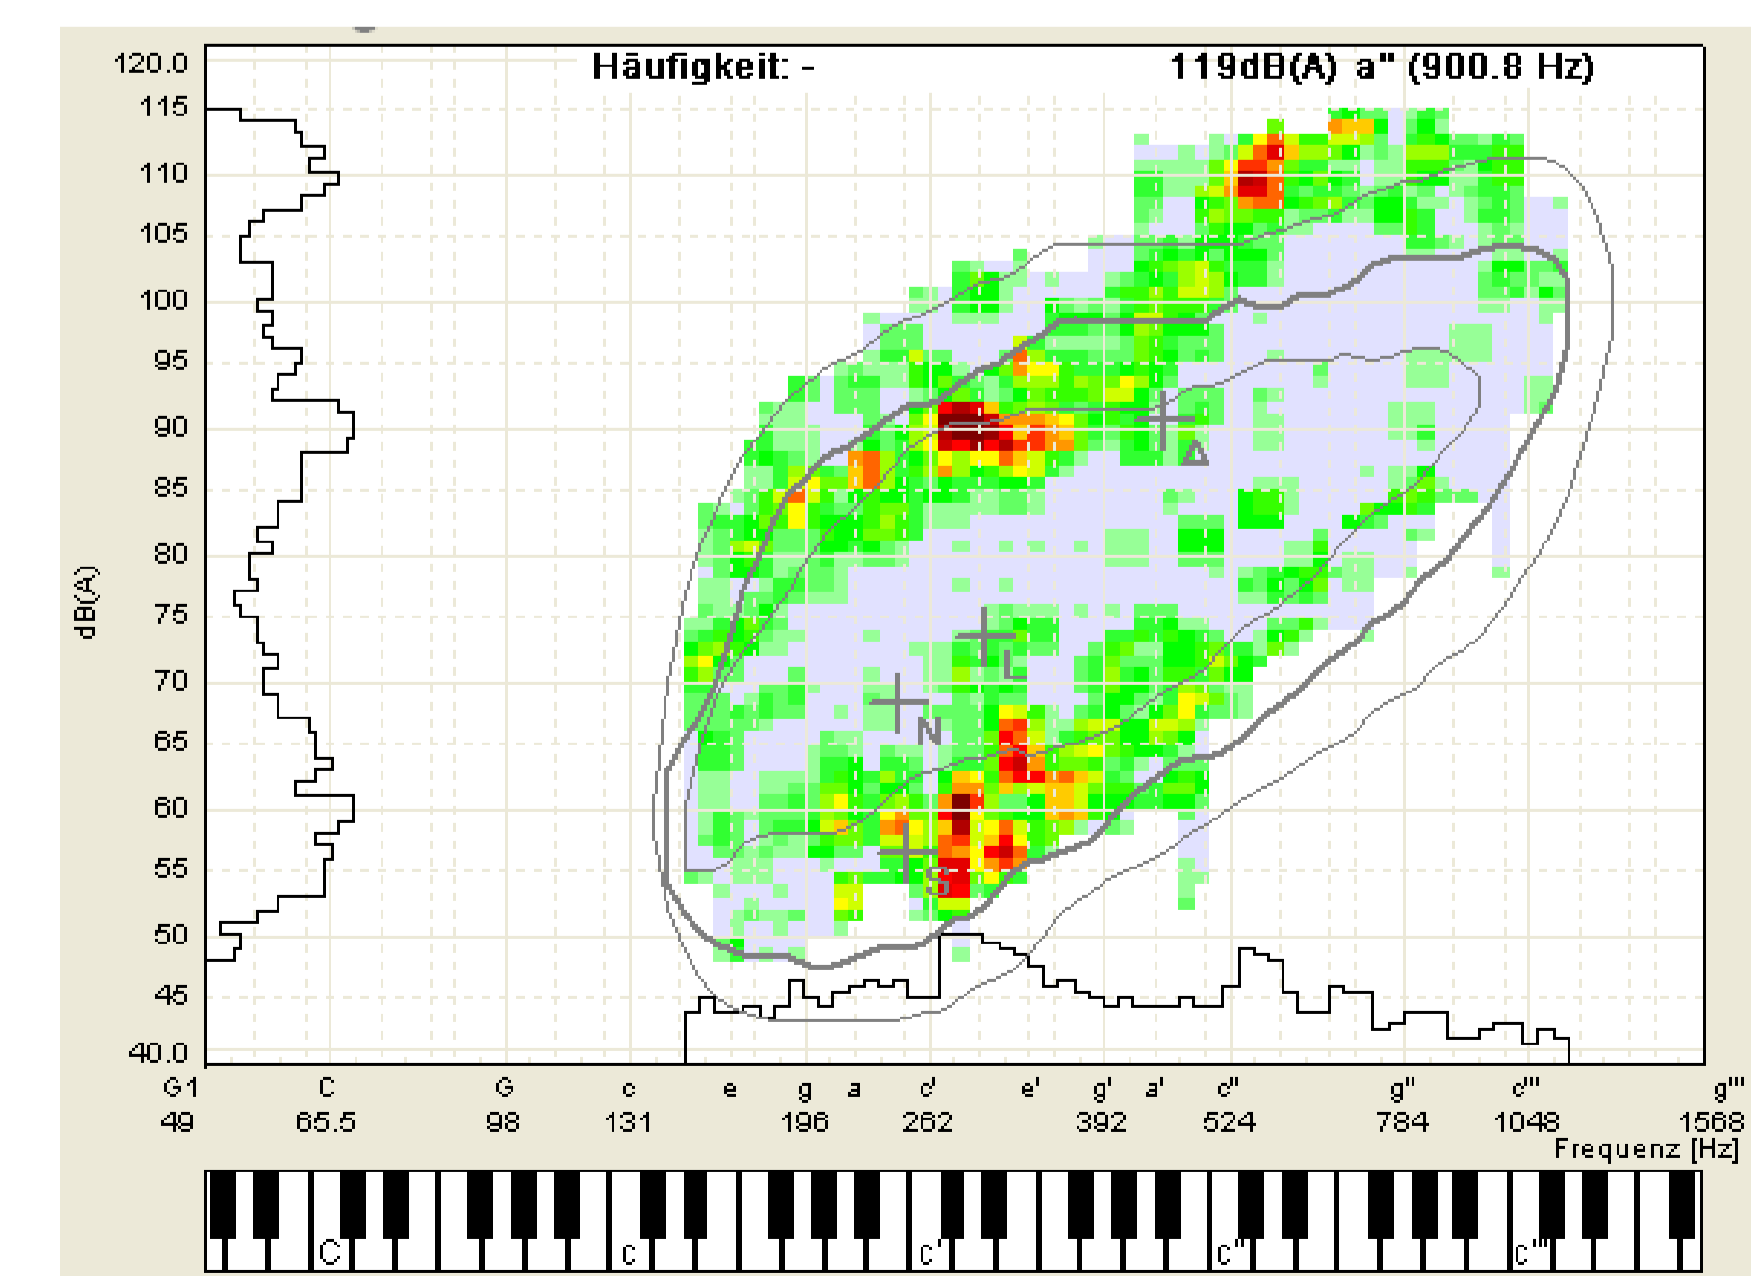 Häufigkeit: -
119dB(A) a" (900.8 Hz)
120.0
115
110
105
100
95
90
85
80
75
70
65
60
55
50
45
40.0
dB(A)
A
L
N
S
G1 C G c e g a c' e' g' a' c" g" c''' g'''
49 65.5 98 131 196 262 392 524 784 1048 1568
Frequenz [Hz]
C c c' c" c'''